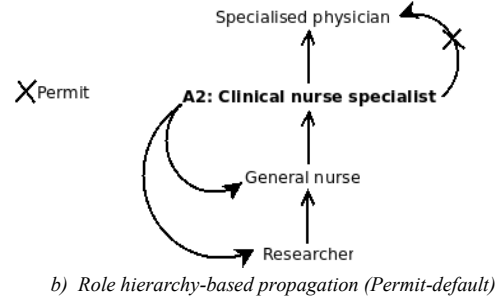 Specialised physician
Permit
A2: Clinical nurse specialist
General nurse
Researcher
b) Role hierarchy-based propagation (Permit-default)